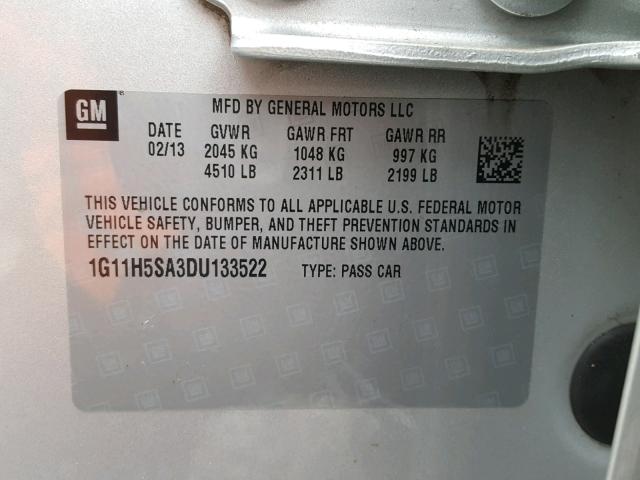 GM
MFD BY GENERAL MOTORS LLC
DATE GVWR GAWR FRT GAWR RR
02/13 2045 KG 1048 KG 997 KG
4510 LB 2311 LB 2199 LB
THIS VEHICLE CONFORMS TO ALL APPLICABLE U.S. FEDERAL MOTOR
VEHICLE SAFETY, BUMPER, AND THEFT PREVENTION STANDARDS IN
EFFECT ON THE DATE OF MANUFACTURE SHOWN ABOVE.
1G11H5SA3DU133522 TYPE: PASS CAR